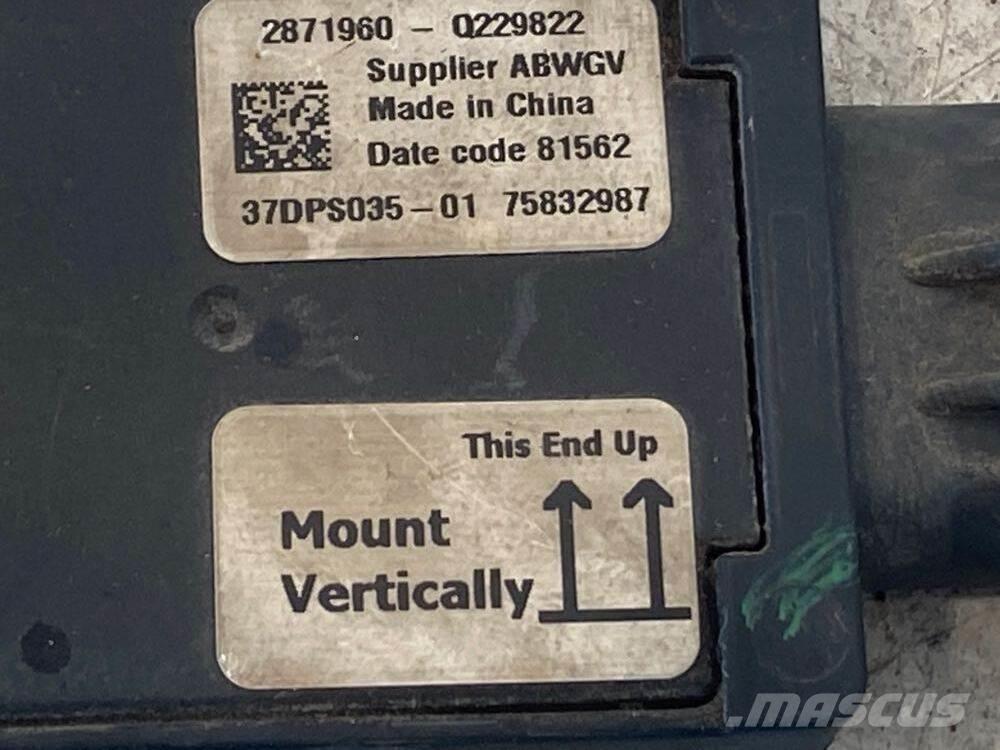 2871960 - Q229822
Supplier ABWGV
Made in China
Date code 81562
37DPS035-01 75832987
This End Up
Mount
Vertically
.MASCUS